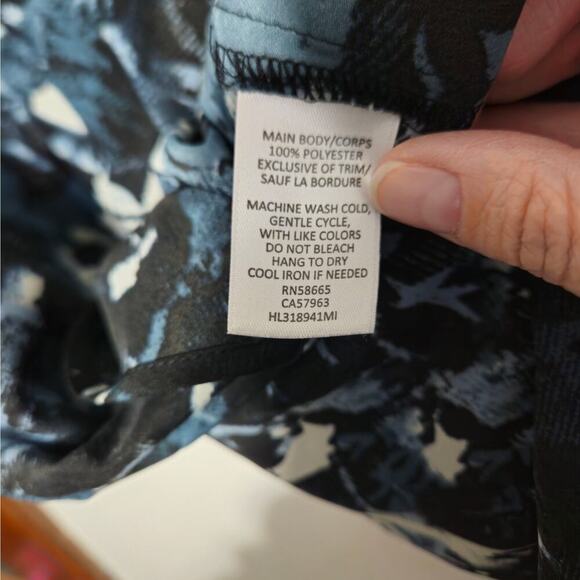 MAIN BODY/CORPS
100% POLYESTER
EXCLUSIVE OF TRIM/
SAUF LA BORDURE
MACHINE WASH COLD,
GENTLE CYCLE,
WITH LIKE COLORS
DO NOT BLEACH
HANG TO DRY
COOL IRON IF NEEDED
RN58665
CA57963
HL318941MI